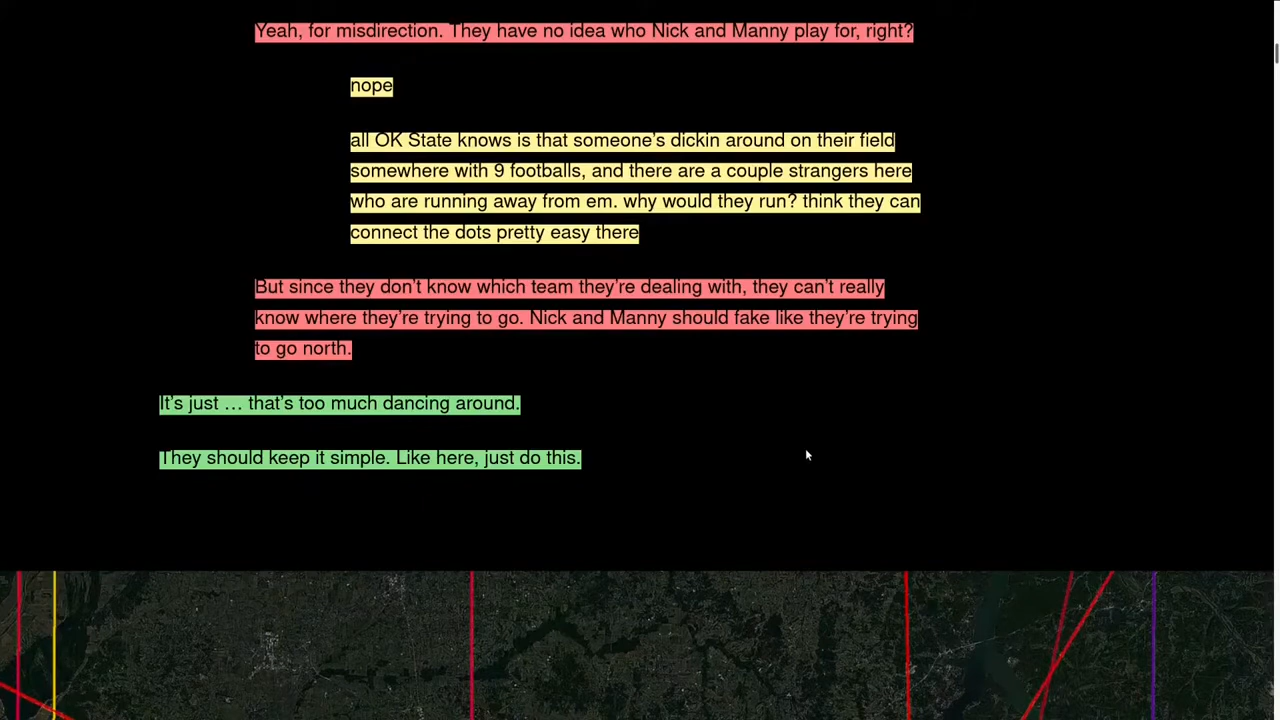 Yeah, for misdirection. They have no idea who Nick and Manny play for, right?
nope
all OK State knows is that someone’s dickin around on their field
somewhere with 9 footballs, and there are a couple strangers here
who are running away from em. why would they run? think they can
connect the dots pretty easy there
But since they don’t know which team they’re dealing with, they can’t really
know where they’re trying to go. Nick and Manny should fake like they’re trying
to go north.
It’s just … that’s too much dancing around.
They should keep it simple. Like here, just do this.